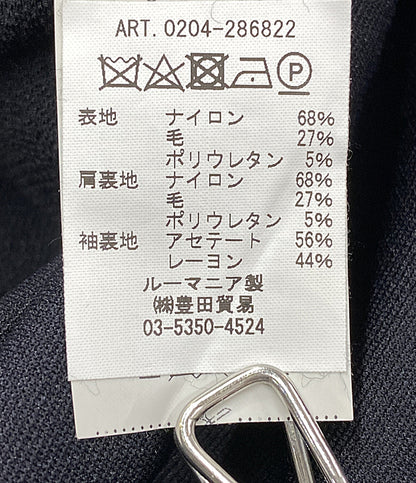 ART. 0204-286822
P
表地 ナイロン 68%
毛 27%
ポリウレタン 5%
肩裏地 ナイロン 68%
毛 27%
ポリウレタン 5%
袖裏地 アセテート 56%
レーヨン 44%
ルーマニア製
㈱豊田貿易
03-5350-4524